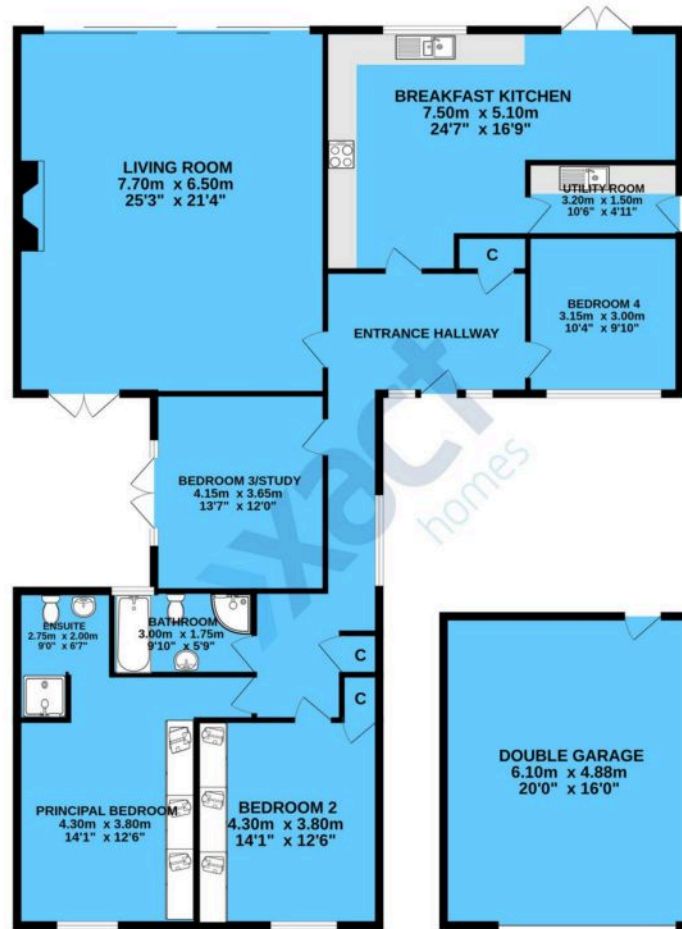 LIVING ROOM
7.70m x 6.50m
25'3" x 21'4"
BREAKFAST KITCHEN
7.50m x 5.10m
24'7" x 16'9"
UTILITY ROOM
3.20m x 1.50m
10'6" x 4'11"
C
BEDROOM 4
3.15m x 3.00m
10'4" x 9'10"
ENTRANCE HALLWAY
BEDROOM 3/STUDY
4.15m x 3.65m
13'7" x 12'0"
xact
homes
ENSUITE
2.75m x 2.00m
9'0" x 6'7"
BATHROOM
3.00m x 1.75m
9'10" x 5'9"
C
C
PRINCIPAL BEDROOM
4.30m x 3.80m
14'1" x 12'6"
BEDROOM 2
4.30m x 3.80m
14'1" x 12'6"
DOUBLE GARAGE
6.10m x 4.88m
20'0" x 16'0"